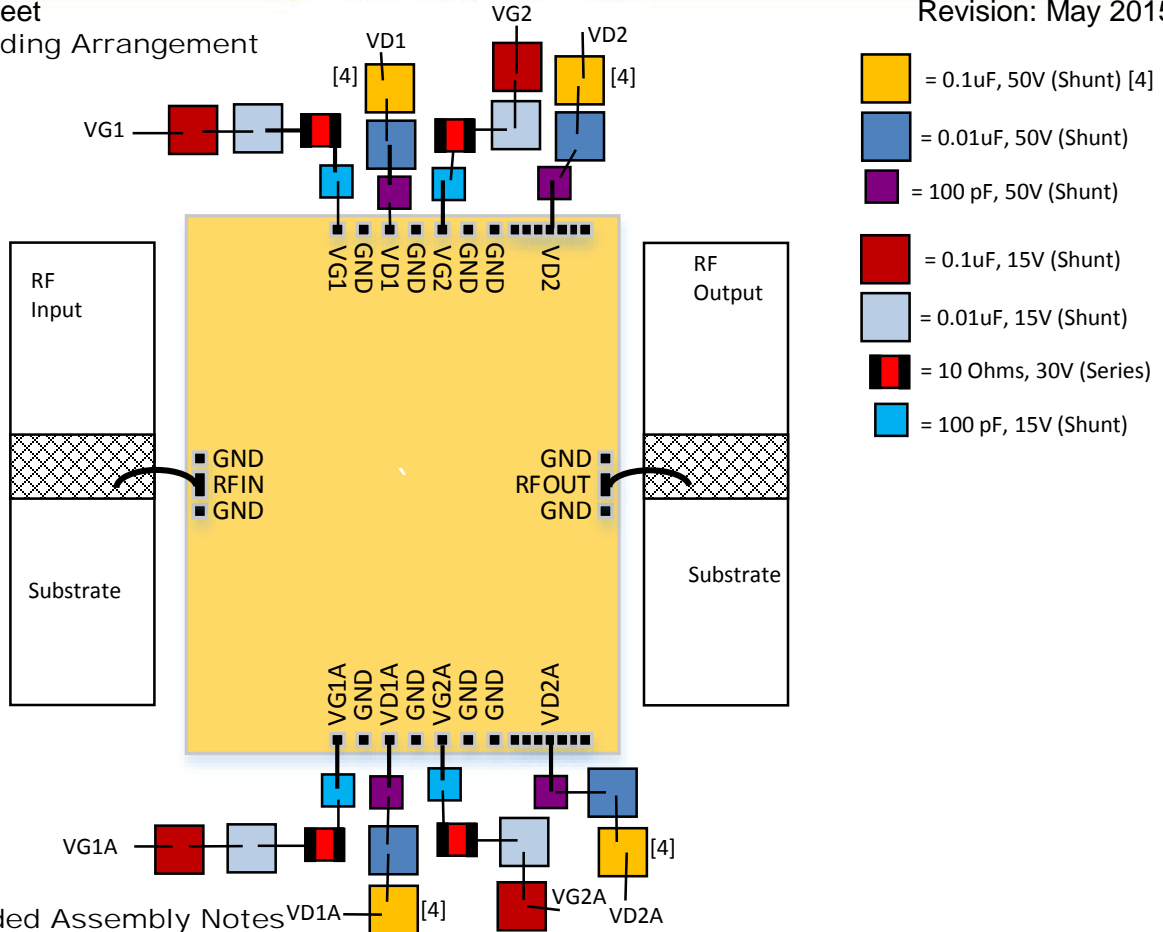 eet
Revision: May 2015
ding Arrangement
VG2
VD1
VD2
[4]
[4]
VG1
= 0.1uF, 50V (Shunt) [4]
= 0.01uF, 50V (Shunt)
= 100 pF, 50V (Shunt)
= 0.1uF, 15V (Shunt)
= 0.01uF, 15V (Shunt)
= 10 Ohms, 30V (Series)
= 100 pF, 15V (Shunt)
VG1
GND
VD1
GND
VG2
GND
GND
VD2
RF
Input
RF
Output
GND
RFIN
GND
GND
RFOUT
GND
Substrate
Substrate
VG1A
GND
VD1A
GND
VG2A
GND
GND
VD2A
VG1A
[4]
VG2A
VD2A
VD1A
[4]
ded Assembly Notes